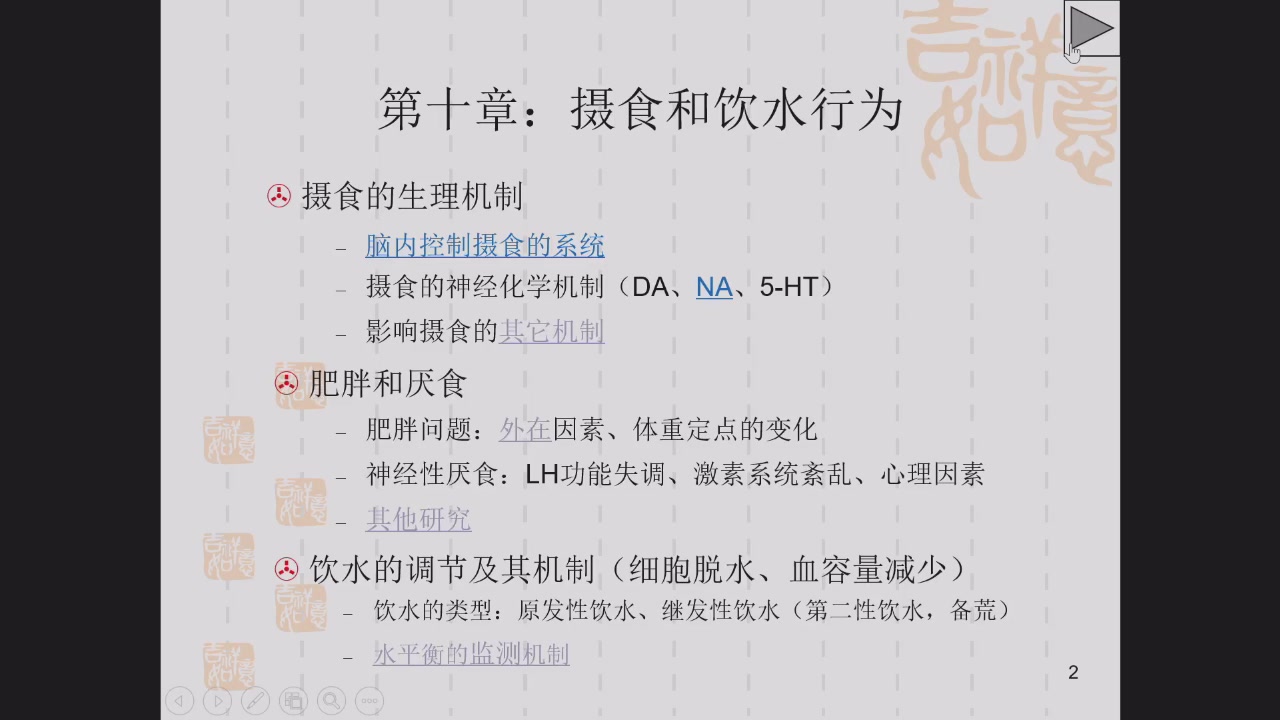 第十章：摄食和饮水行为
摄食的生理机制
– 脑内控制摄食的系统
– 摄食的神经化学机制（DA、NA、5-HT）
– 影响摄食的其它机制
肥胖和厌食
– 肥胖问题：外在因素、体重定点的变化
– 神经性厌食：LH功能失调、激素系统紊乱、心理因素
– 其他研究
饮水的调节及其机制（细胞脱水、血容量减少）
– 饮水的类型：原发性饮水、继发性饮水（第二性饮水，备荒）
– 水平衡的监测机制
2
吉祥如意